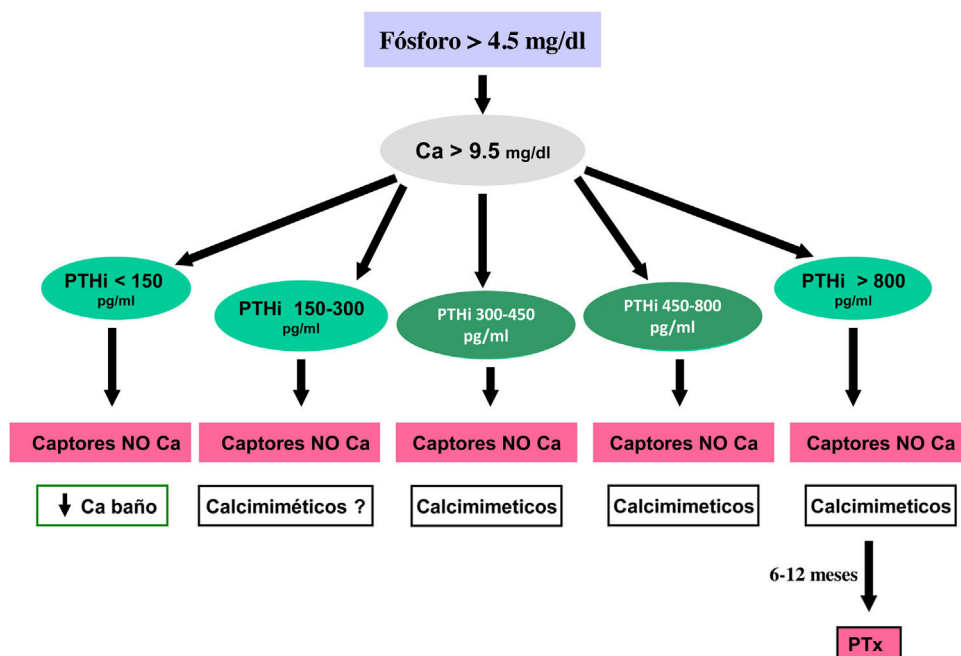 Fósforo > 4.5 mg/dl
Ca > 9.5 mg/dl
PTHi < 150
pg/ml
PTHi 150-300
pg/ml
PTHi 300-450
pg/ml
PTHi 450-800
pg/ml
PTHi > 800
pg/ml
Captores NO Ca
Captores NO Ca
Captores NO Ca
Captores NO Ca
Captores NO Ca
Ca baño
Calcimiméticos ?
Calcimimeticos
Calcimimeticos
Calcimimeticos
6-12 meses
PTx